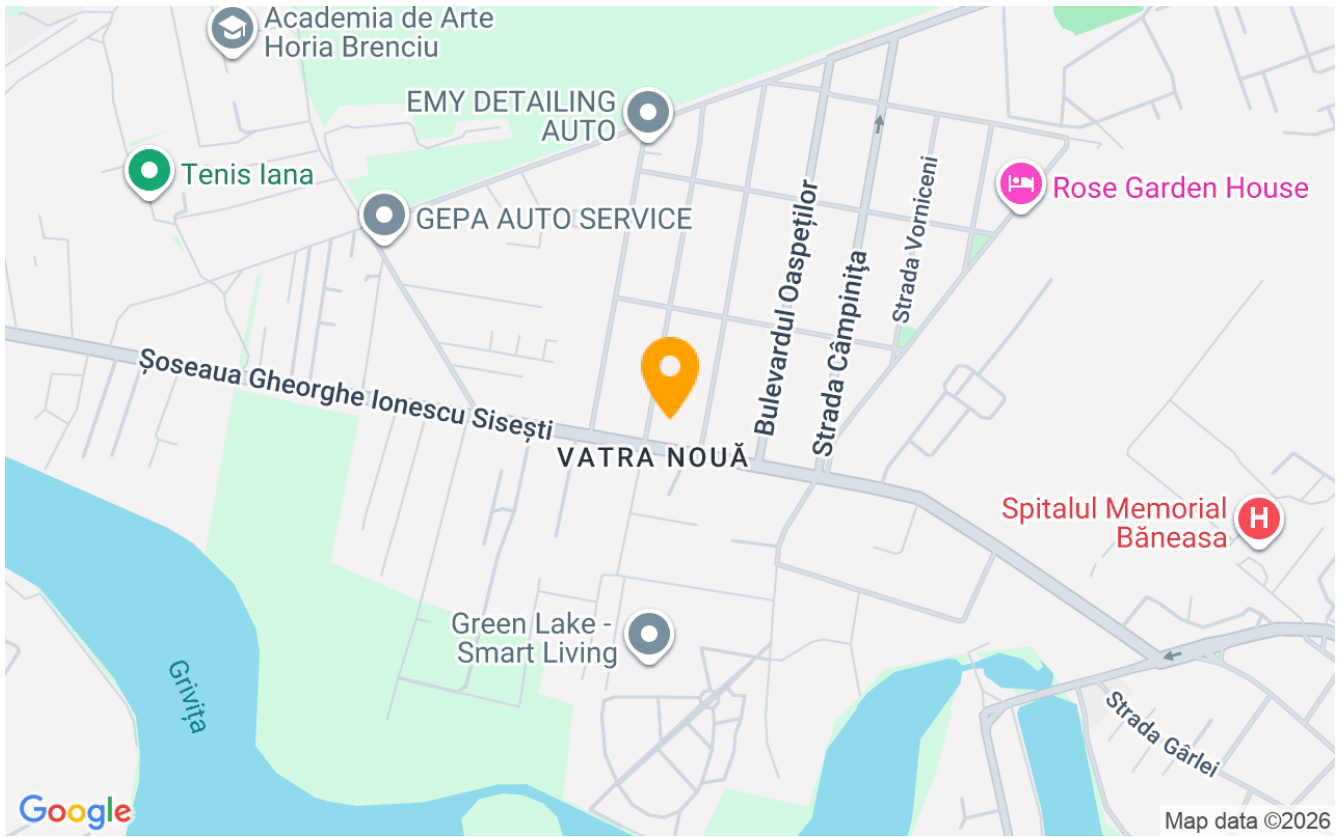 Academia de Arte
Horia Brenciu
EMY DETAILING
AUTO
Tenis Iana
GEPA AUTO SERVICE
Rose Garden House
Strada Vorniceni
Bulevardul Oaspeților
Strada Câmpinița
Șoseaua Gheorghe Ionescu Sisești
VATRA NOUĂ
Spitalul Memorial
Băneasa
Green Lake -
Smart Living
Grivița
Strada Gârlei
Google
Map data ©2026